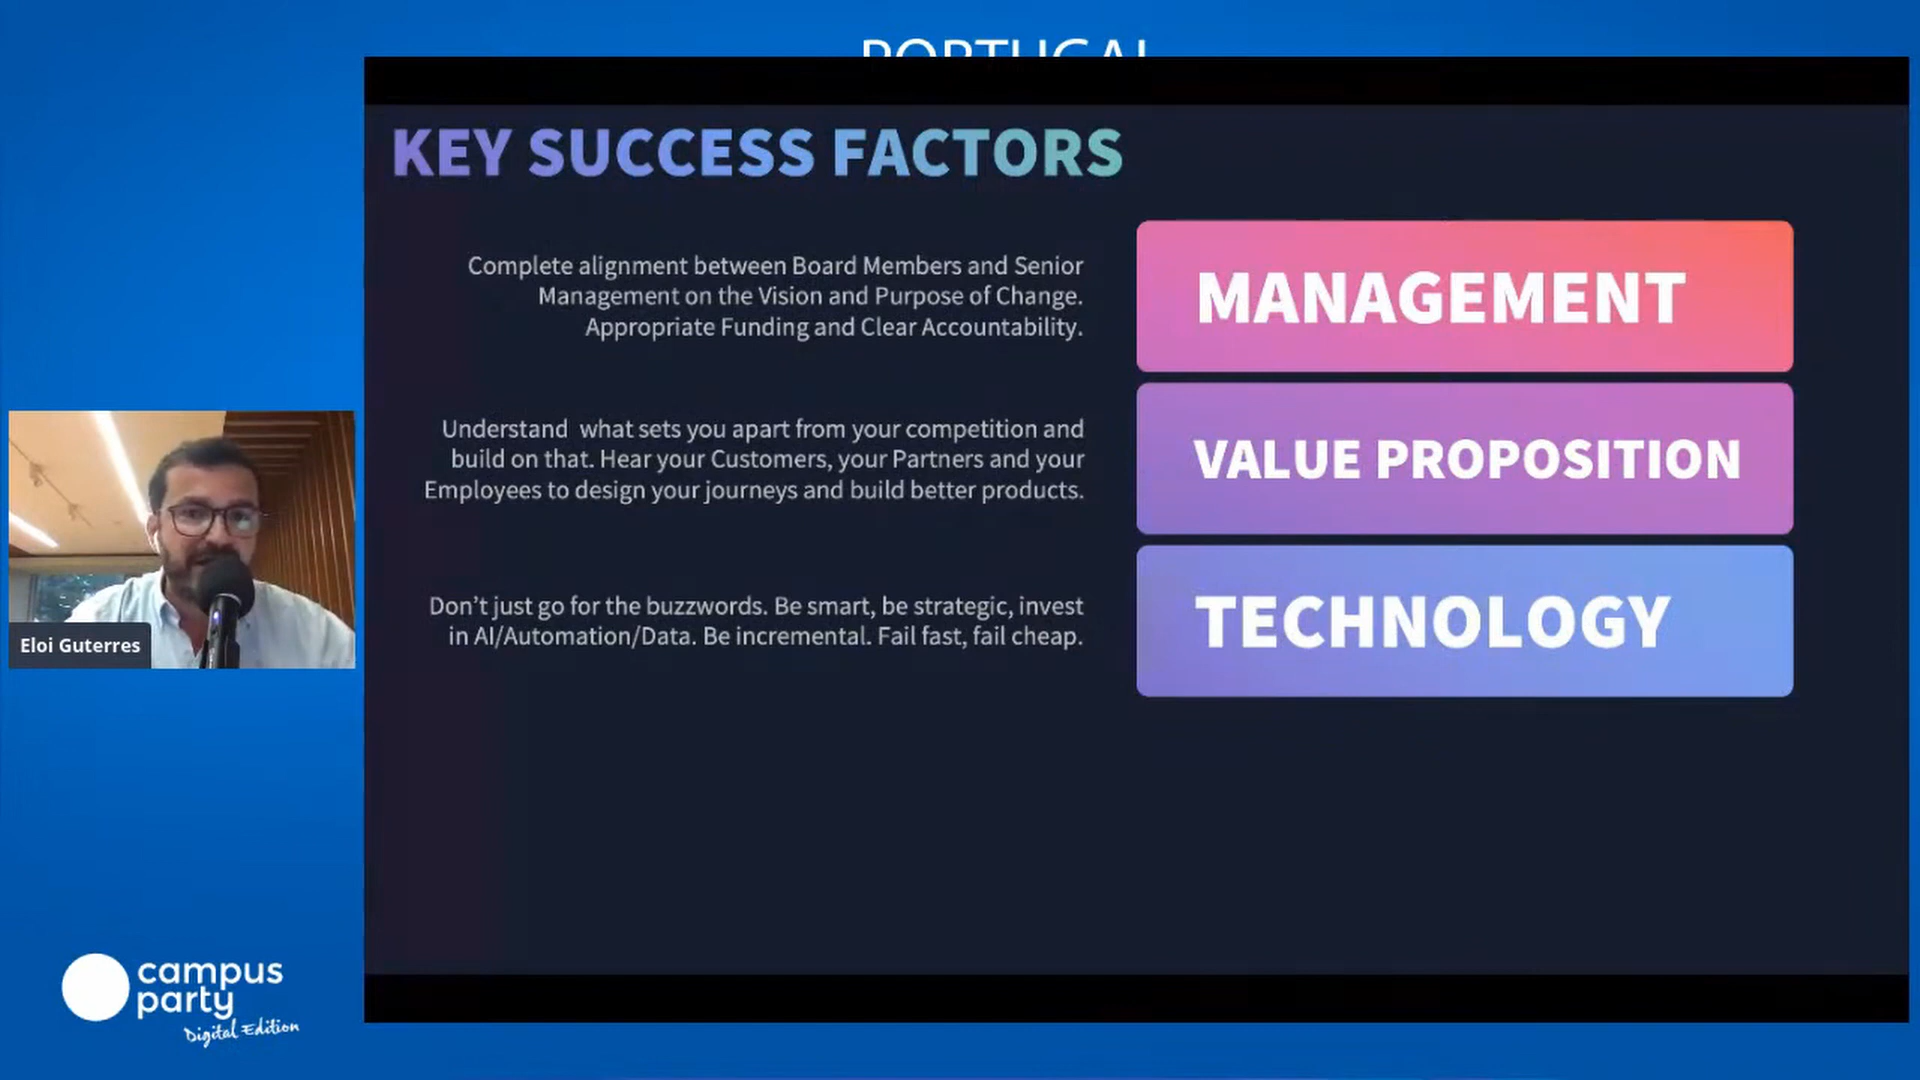 PORTUGAL
KEY SUCCESS FACTORS
Complete alignment between Board Members and Senior
Management on the Vision and Purpose of Change.
Appropriate Funding and Clear Accountability.
MANAGEMENT
Understand what sets you apart from your competition and
build on that. Hear your Customers, your Partners and your
Employees to design your journeys and build better products.
VALUE PROPOSITION
Don’t just go for the buzzwords. Be smart, be strategic, invest
in AI/Automation/Data. Be incremental. Fail fast, fail cheap.
TECHNOLOGY
Eloi Guterres
campus
party
Digital Edition